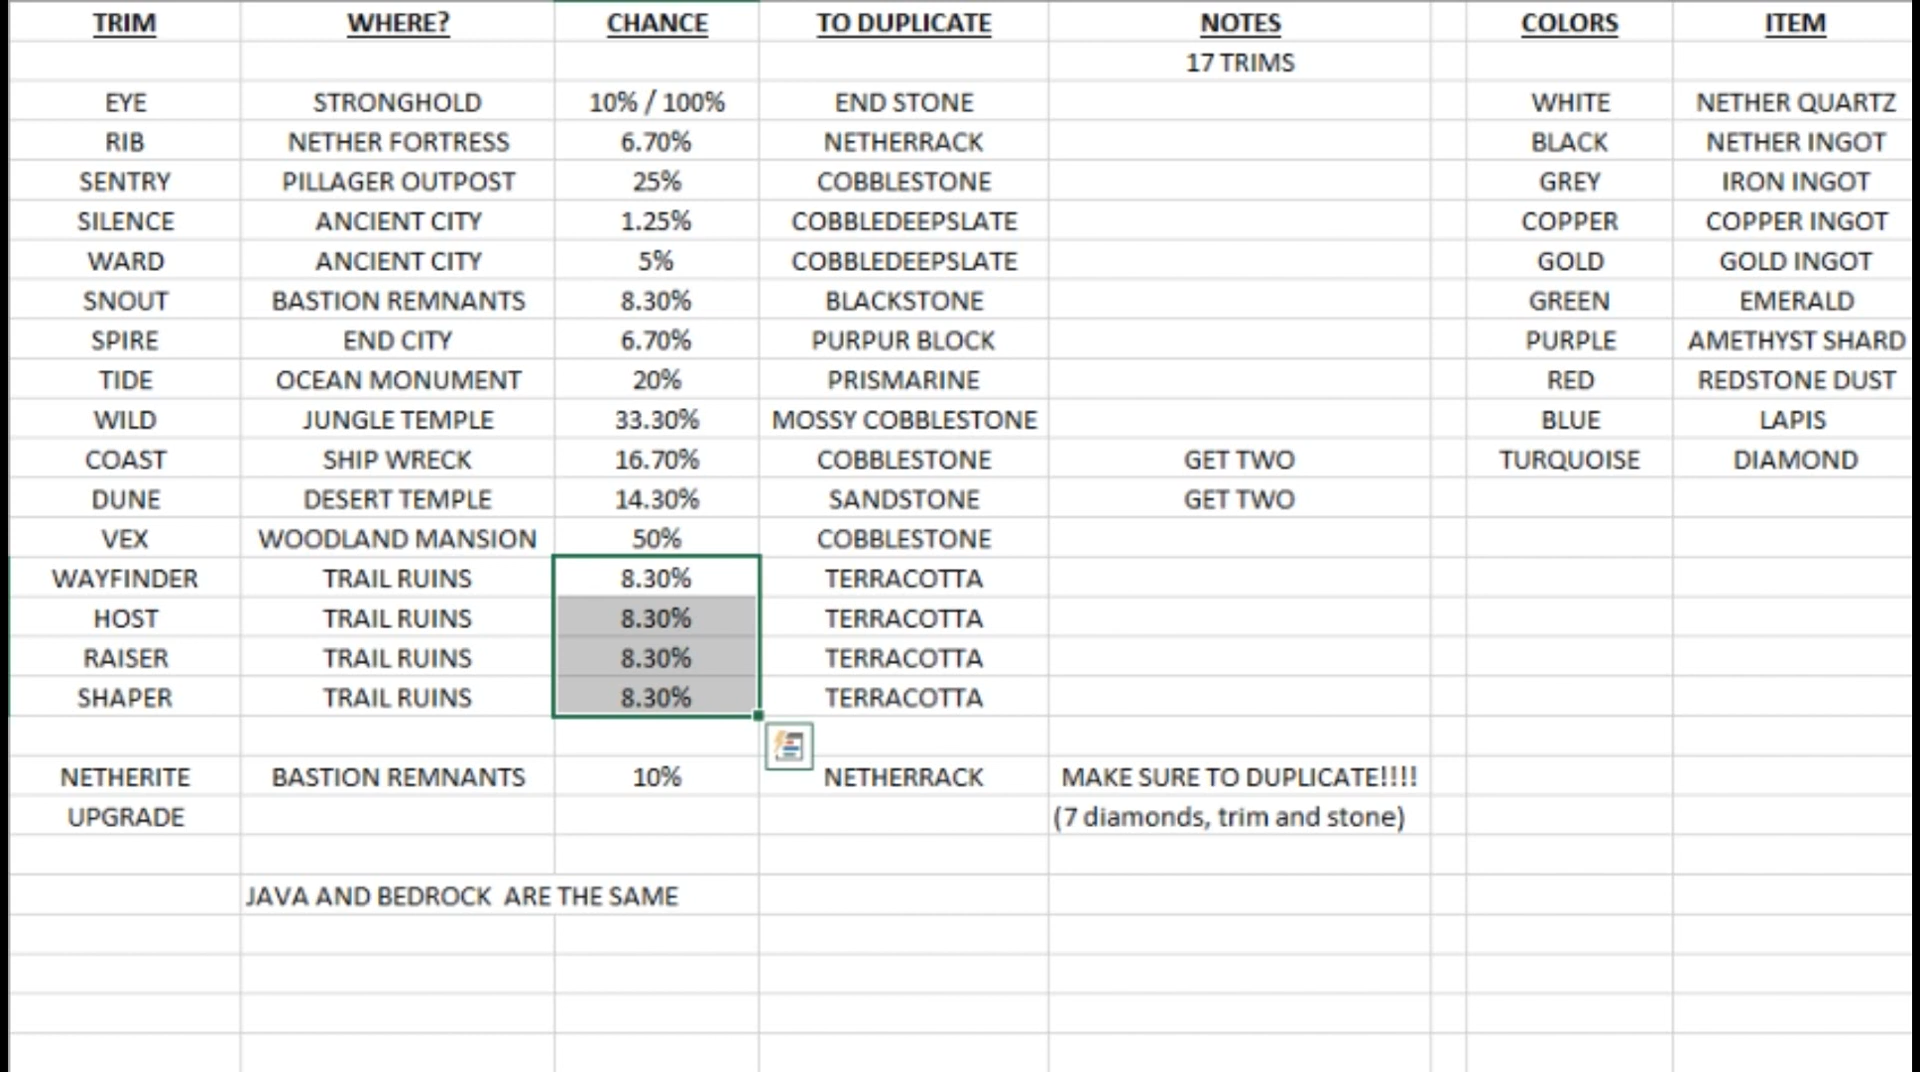 TRIM WHERE? CHANCE TO DUPLICATE NOTES COLORS ITEM
17 TRIMS
EYE STRONGHOLD 10% / 100% END STONE WHITE NETHER QUARTZ
RIB NETHER FORTRESS 6.70% NETHERRACK BLACK NETHER INGOT
SENTRY PILLAGER OUTPOST 25% COBBLESTONE GREY IRON INGOT
SILENCE ANCIENT CITY 1.25% COBBLEDEEPSLATE COPPER COPPER INGOT
WARD ANCIENT CITY 5% COBBLEDEEPSLATE GOLD GOLD INGOT
SNOUT BASTION REMNANTS 8.30% BLACKSTONE GREEN EMERALD
SPIRE END CITY 6.70% PURPUR BLOCK PURPLE AMETHYST SHARD
TIDE OCEAN MONUMENT 20% PRISMARINE RED REDSTONE DUST
WILD JUNGLE TEMPLE 33.30% MOSSY COBBLESTONE BLUE LAPIS
COAST SHIP WRECK 16.70% COBBLESTONE GET TWO TURQUOISE DIAMOND
DUNE DESERT TEMPLE 14.30% SANDSTONE GET TWO
VEX WOODLAND MANSION 50% COBBLESTONE
WAYFINDER TRAIL RUINS 8.30% TERRACOTTA
HOST TRAIL RUINS 8.30% TERRACOTTA
RAISER TRAIL RUINS 8.30% TERRACOTTA
SHAPER TRAIL RUINS 8.30% TERRACOTTA
NETHERITE BASTION REMNANTS 10% NETHERRACK MAKE SURE TO DUPLICATE!!!!
UPGRADE (7 diamonds, trim and stone)
JAVA AND BEDROCK ARE THE SAME